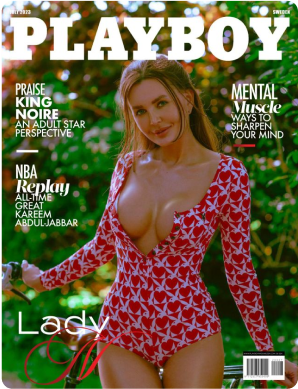 2023
SWEDEN
PLAYBOY
PRAISE
KING
NOIRE
AN ADULT STAR
PERSPECTIVE
NBA
Replay
ALL-TIME
GREAT
KAREEM
ABDUL-JABBAR
MENTAL
Muscle
WAYS TO
SHARPEN
YOUR MIND
Lady